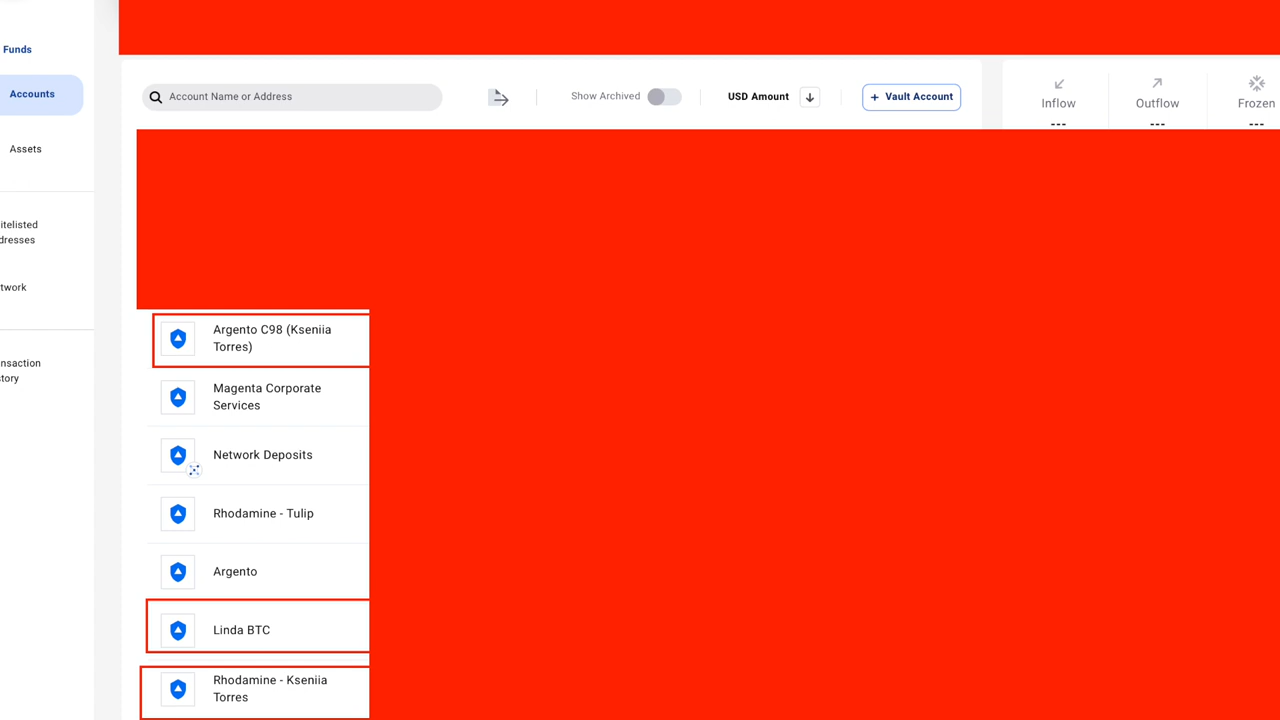 Funds
Accounts
Assets
itelisted
dresses
twork
nsaction
story
Account Name or Address
Show Archived
USD Amount
+ Vault Account
Inflow
---
Outflow
---
Frozen
---
Argento C98 (Kseniia
Torres)
Magenta Corporate
Services
Network Deposits
Rhodamine - Tulip
Argento
Linda BTC
Rhodamine - Kseniia
Torres